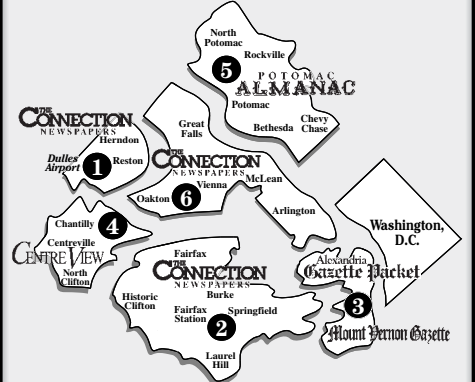 North
Potomac
Rockville
5
POTOMAC
ALMANAC
Potomac
Bethesda
Chevy
Chase
THE
CONNECTION
NEWSPAPERS
Herndon
Dulles
Airport
1
Reston
Great
Falls
THE
CONNECTION
NEWSPAPERS
McLean
Vienna
Oakton
6
Arlington
Chantilly
4
Centreville
CENTRE VIEW
North
Clifton
Washington,
D.C.
Fairfax
THE
CONNECTION
NEWSPAPERS
Burke
Historic
Clifton
Fairfax
Station
2
Springfield
Laurel
Hill
Alexandria
Gazette Packet
3
Mount Vernon Gazette